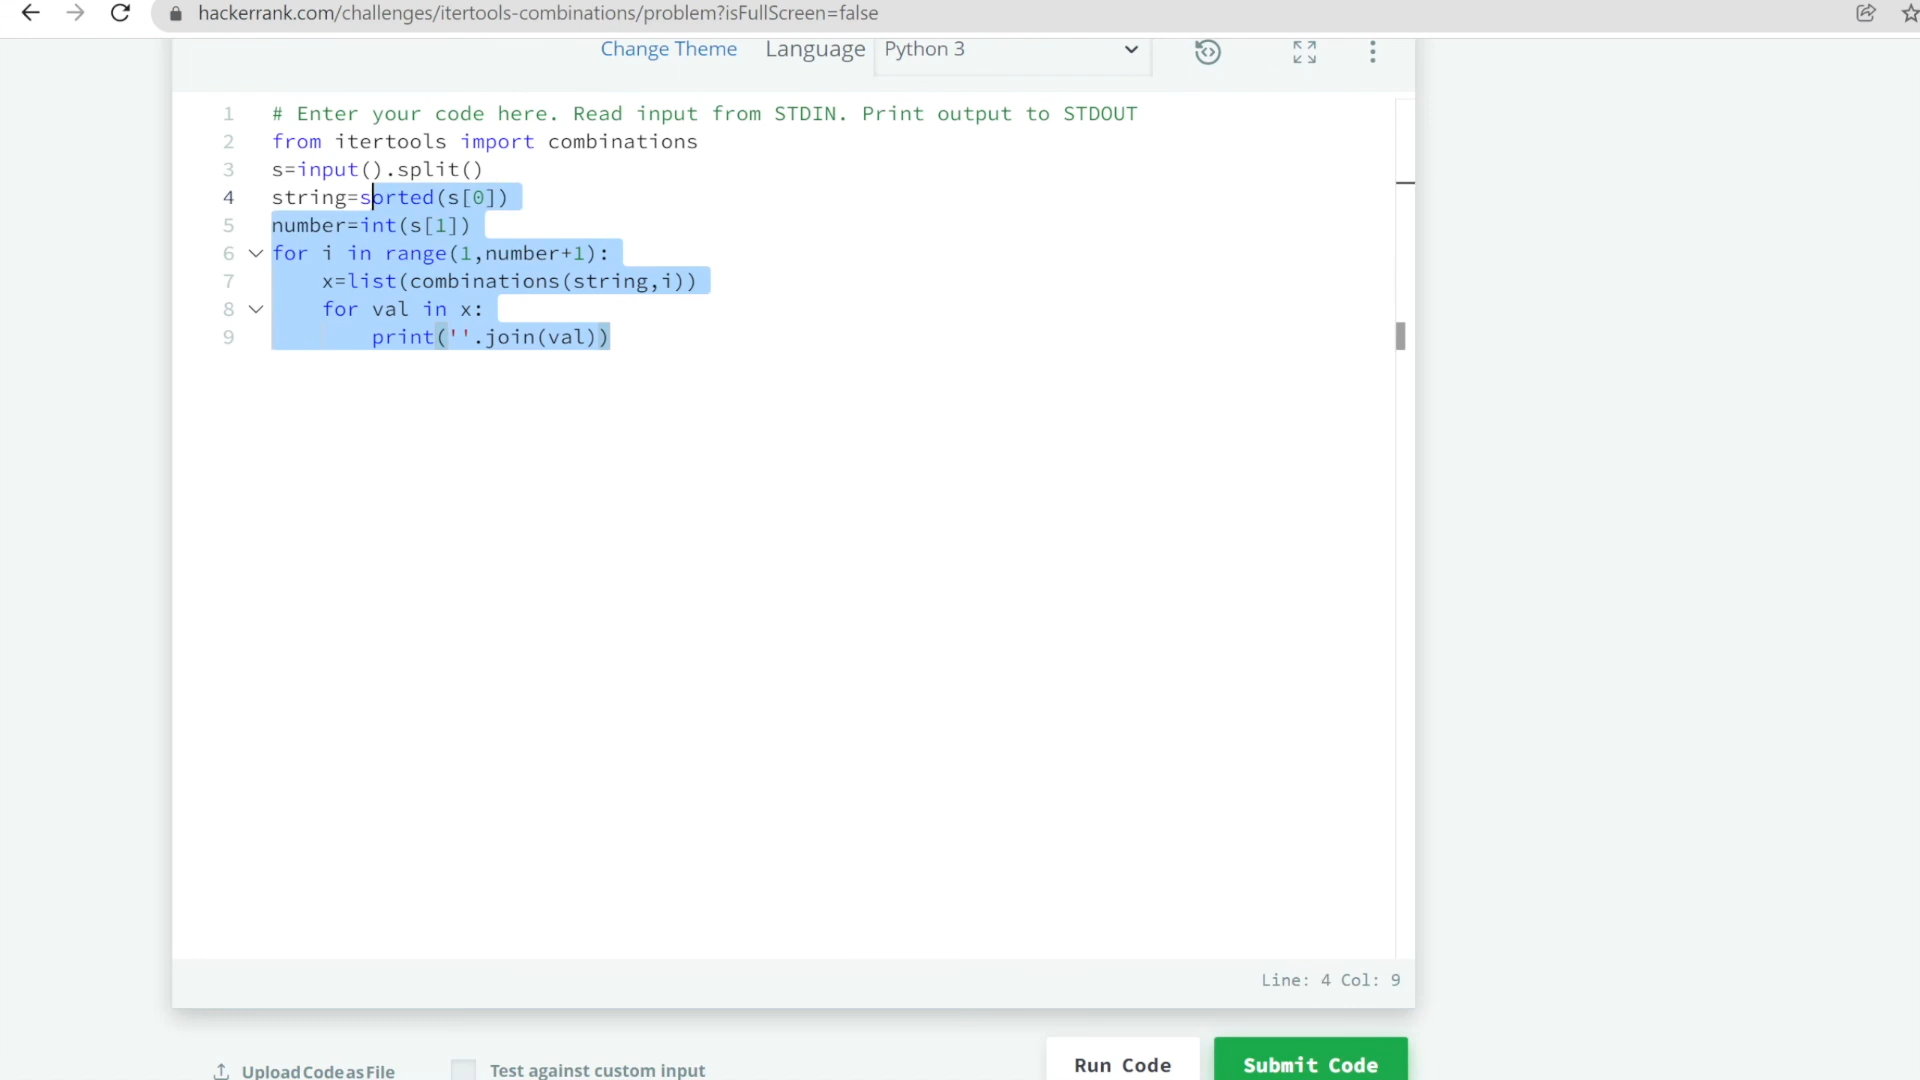 hackerrank.com/challenges/itertools-combinations/problem?isFullScreen=false
Change Theme Language Python 3
1 # Enter your code here. Read input from STDIN. Print output to STDOUT
2 from itertools import combinations
3 s=input().split()
4 string=sorted(s[0])
5 number=int(s[1])
6 for i in range(1,number+1):
7     x=list(combinations(string,i))
8     for val in x:
9         print(''.join(val))
Line: 4 Col: 9
Upload Code as File Test against custom input Run Code Submit Code